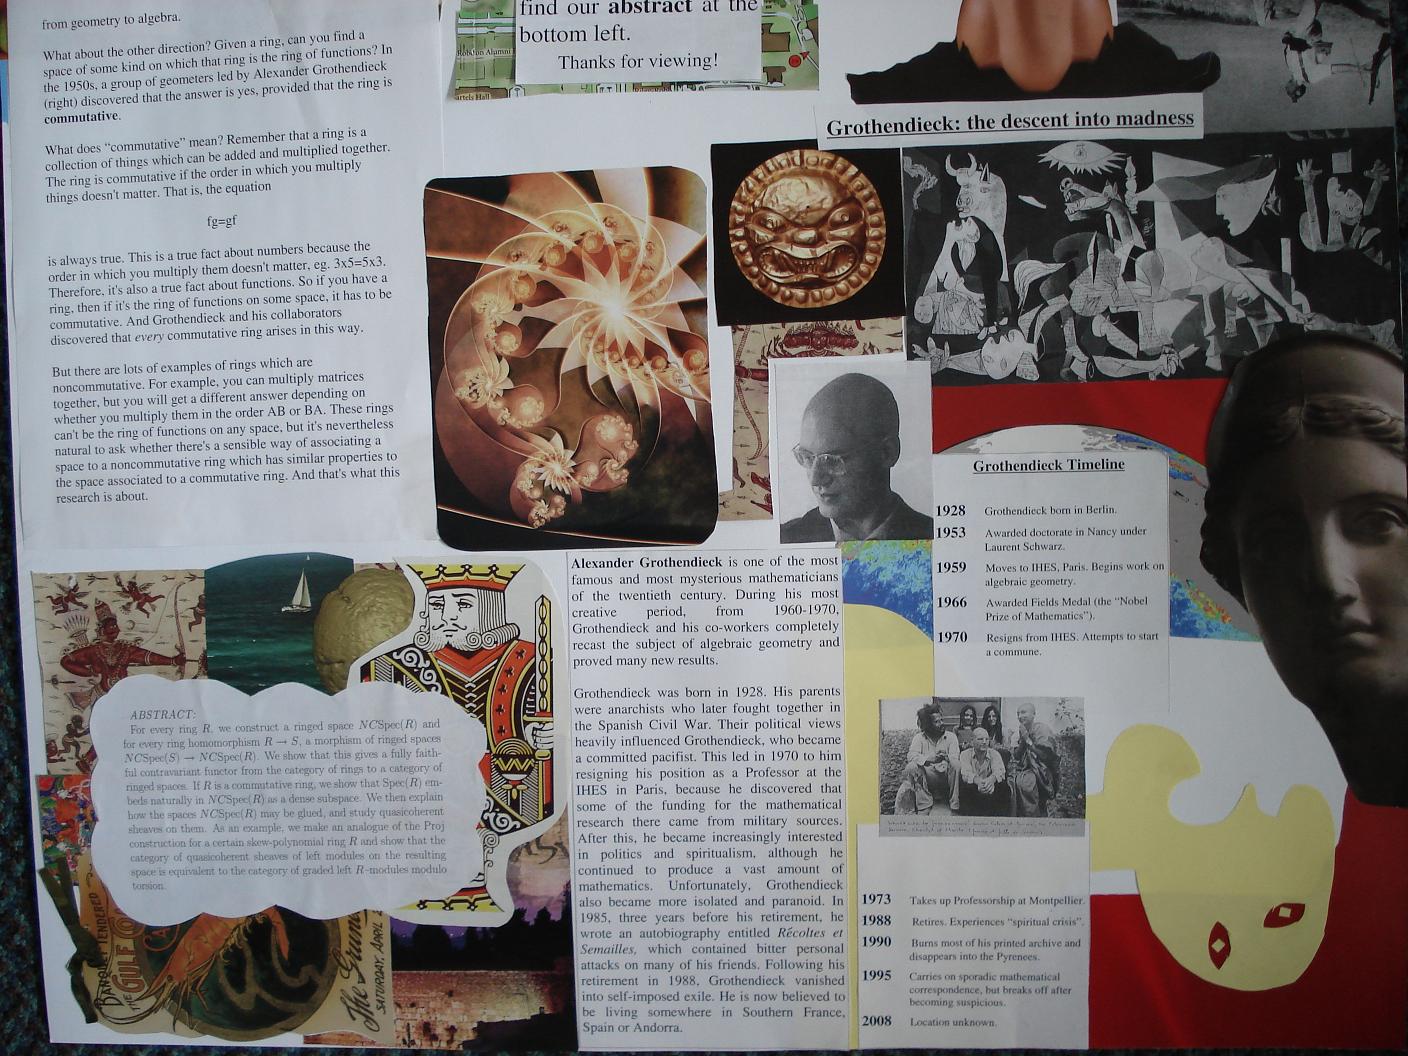 from geometry to algebra.
What about the other direction? Given a ring, can you find a
space of some kind on which that ring is the ring of functions? In
the 1950s, a group of geometers led by Alexander Grothendieck
(right) discovered that the answer is yes, provided that the ring is
commutative.
What does “commutative” mean? Remember that a ring is a
collection of things which can be added and multiplied together.
The ring is commutative if the order in which you multiply
things doesn't matter. That is, the equation
fg=gf
is always true. This is a true fact about numbers because the
order in which you multiply them doesn't matter, eg. 3x5=5x3.
Therefore, it's also a true fact about functions. So if you have a
ring, then if it's the ring of functions on some space, it has to be
commutative. And Grothendieck and his collaborators
discovered that every commutative ring arises in this way.
But there are lots of examples of rings which are
noncommutative. For example, you can multiply matrices
together, but you will get a different answer depending on
whether you multiply them in the order AB or BA. These rings
can't be the ring of functions on any space, but it's nevertheless
natural to ask whether there's a sensible way of associating a
space to a noncommutative ring which has similar properties to
the space associated to a commutative ring. And that's what this
research is about.
find our abstract at the
bottom left.
Thanks for viewing!
Alumni
Hall
Grothendieck: the descent into madness
Grothendieck Timeline
1928 Grothendieck born in Berlin.
1953 Awarded doctorate in Nancy under
Laurent Schwarz.
1959 Moves to IHES, Paris. Begins work on
algebraic geometry.
1966 Awarded Fields Medal (the “Nobel
Prize of Mathematics”).
1970 Resigns from IHES. Attempts to start
a commune.
1973 Takes up Professorship at Montpellier.
1988 Retires. Experiences “spiritual crisis”.
1990 Burns most of his printed archive and
disappears into the Pyrenees.
1995 Carries on sporadic mathematical
correspondence, but breaks off after
becoming suspicious.
2008 Location unknown.
Alexander Grothendieck is one of the most
famous and most mysterious mathematicians
of the twentieth century. During his most
creative period, from 1960-1970,
Grothendieck and his co-workers completely
recast the subject of algebraic geometry and
proved many new results.
Grothendieck was born in 1928. His parents
were anarchists who later fought together in
the Spanish Civil War. Their political views
heavily influenced Grothendieck, who became
a committed pacifist. This led in 1970 to him
resigning his position as a Professor at the
IHES in Paris, because he discovered that
some of the funding for the mathematical
research there came from military sources.
After this, he became increasingly interested
in politics and spiritualism, although he
continued to produce a vast amount of
mathematics. Unfortunately, Grothendieck
also became more isolated and paranoid. In
1985, three years before his retirement, he
wrote an autobiography entitled Récoltes et
Semailles, which contained bitter personal
attacks on many of his friends. Following his
retirement in 1988, Grothendieck vanished
into self-imposed exile. He is now believed to
be living somewhere in Southern France,
Spain or Andorra.
ABSTRACT:
For every ring R, we construct a ringed space NCSpec(R) and
for every ring homomorphism R → S, a morphism of ringed spaces
NCSpec(S) → NCSpec(R). We show that this gives a fully faith-
ful contravariant functor from the category of rings to a category of
ringed spaces. If R is a commutative ring, we show that Spec(R) em-
beds naturally in NCSpec(R) as a dense subspace. We then explain
how the spaces NCSpec(R) may be glued, and study quasicoherent
sheaves on them. As an example, we make an analogue of the Proj
construction for a certain skew-polynomial ring R and show that the
category of quasicoherent sheaves of left modules on the resulting
space is equivalent to the category of graded left R-modules modulo
torsion.
BANQUET TENDERED
THE GULF
SATURDAY, APRIL